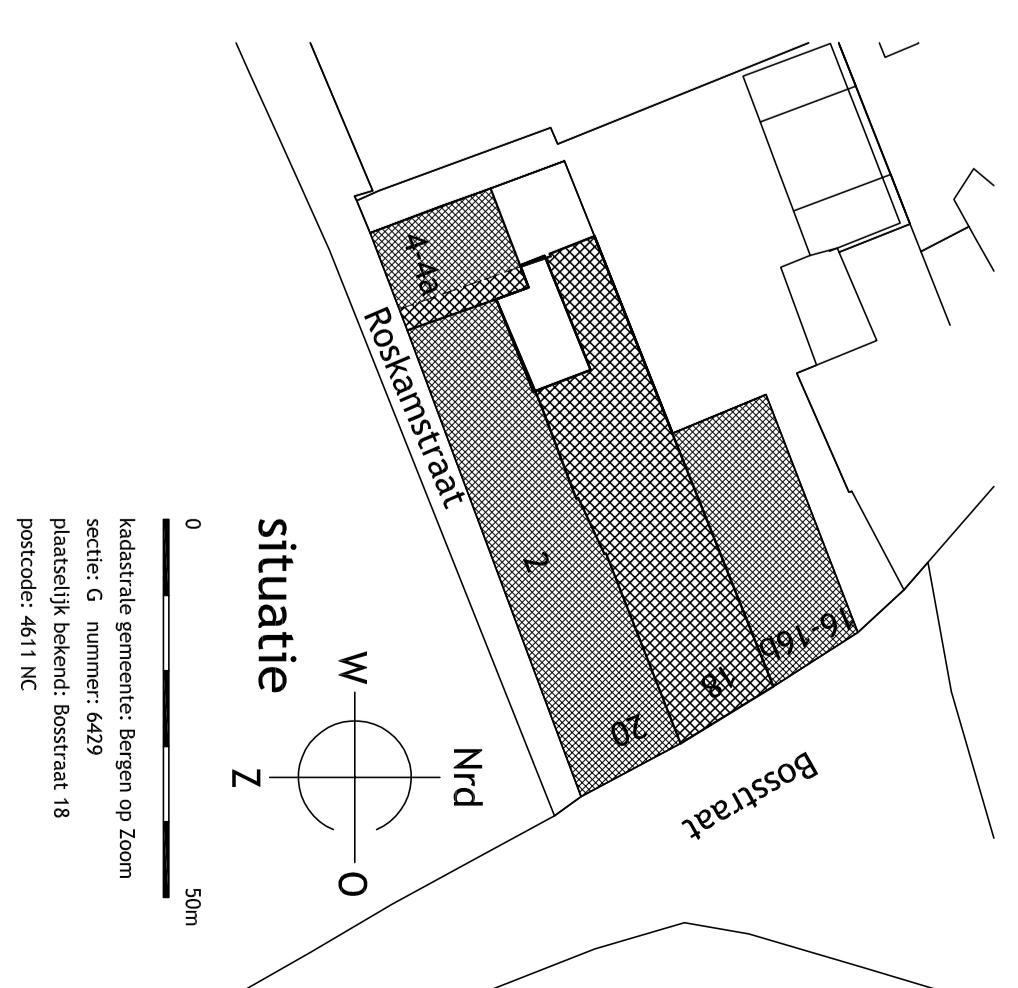 4-4a
Roskamstraat
2
20
18
16-16b
Bosstraat
situatie
Nrd
W
O
Z
0
50m
kadastrale gemeente: Bergen op Zoom
sectie: G nummer: 6429
plaatselijk bekend: Bosstraat 18
postcode: 4611 NC